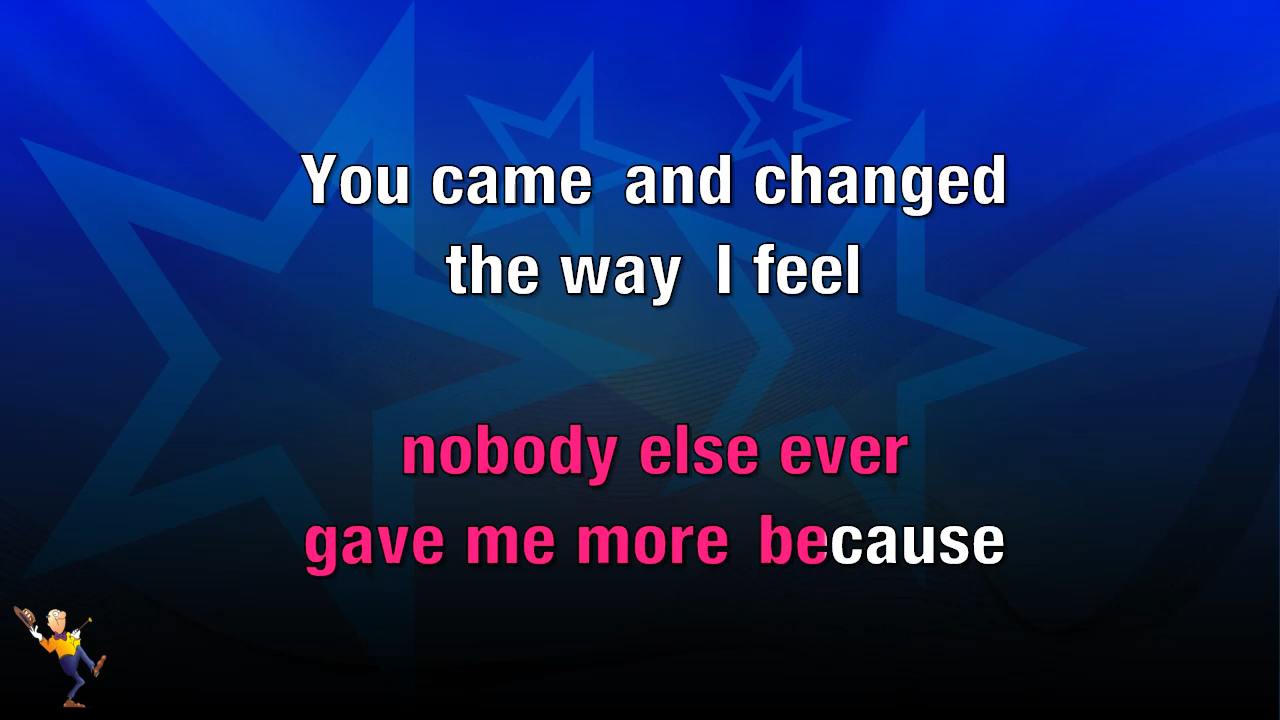 You came and changed
the way I feel
nobody else ever
gave me more because